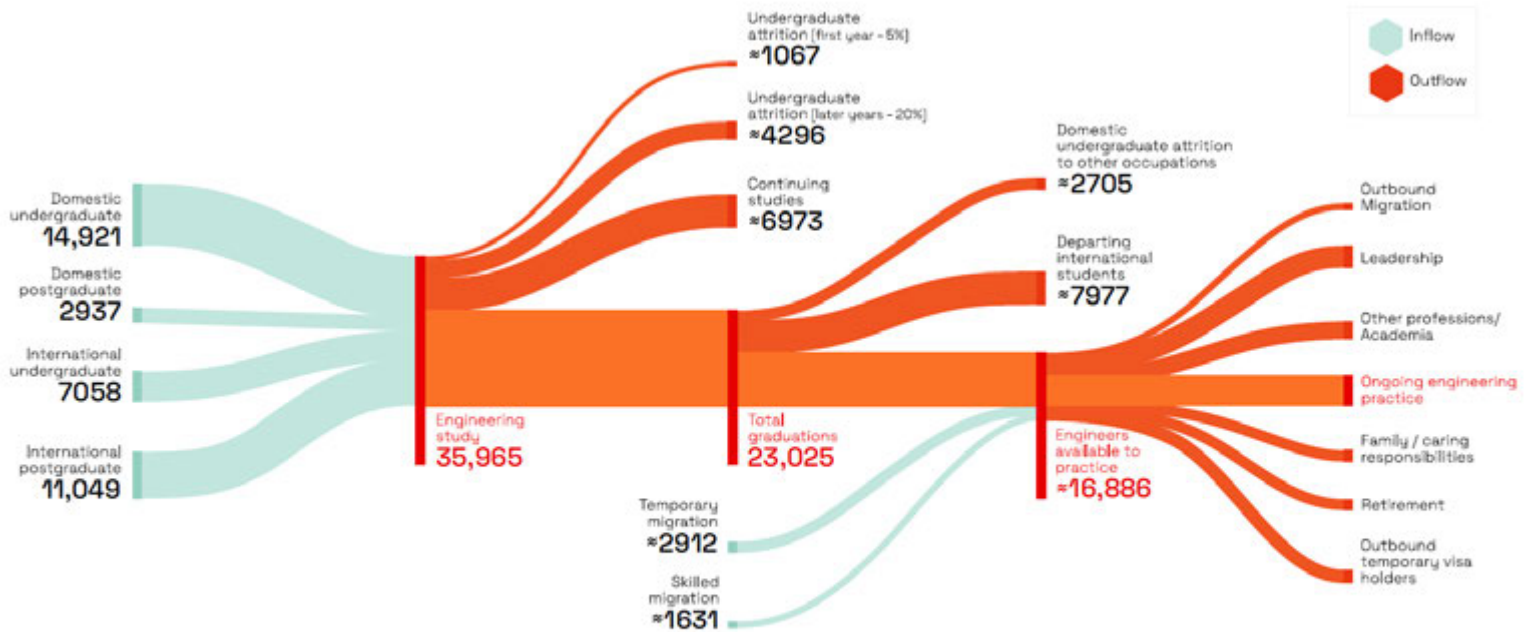 Undergraduate
attrition (first year - 5%)
≈1067
Inflow
Outflow
Undergraduate
attrition (later years - 20%)
≈4296
Domestic
undergraduate attrition
to other occupations
≈2705
Continuing
studies
≈6973
Domestic
undergraduate
14,921
Outbound
Migration
Departing
international
students
≈7977
Leadership
Domestic
postgraduate
2937
Other professions/
Academia
International
undergraduate
7058
Ongoing engineering
practice
Engineering
study
35,965
Total
graduations
23,025
Engineers
available to
practice
≈16,886
Family / caring
responsibilities
International
postgraduate
11,049
Retirement
Temporary
migration
≈2912
Outbound
temporary visa
holders
Skilled
migration
≈1631